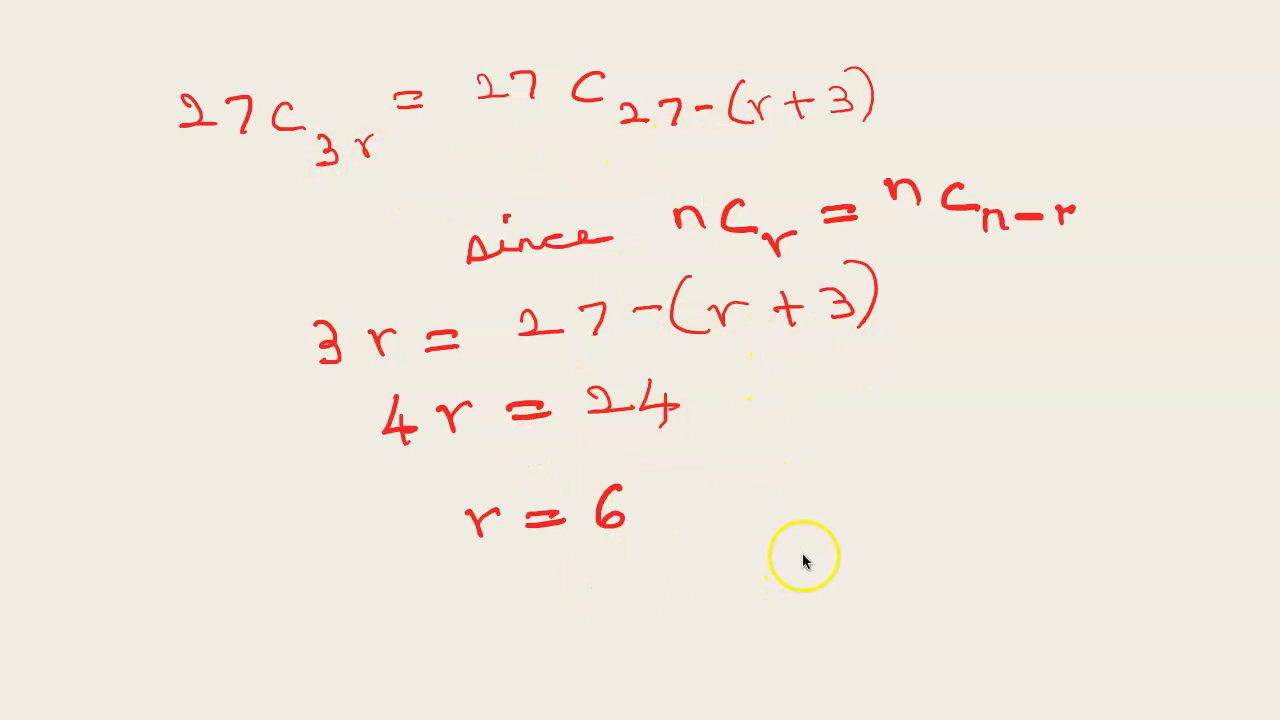 27C3r = 27C27-(r+3)
since nCr = nCn-r
3r = 27-(r+3)
4r = 24
r = 6